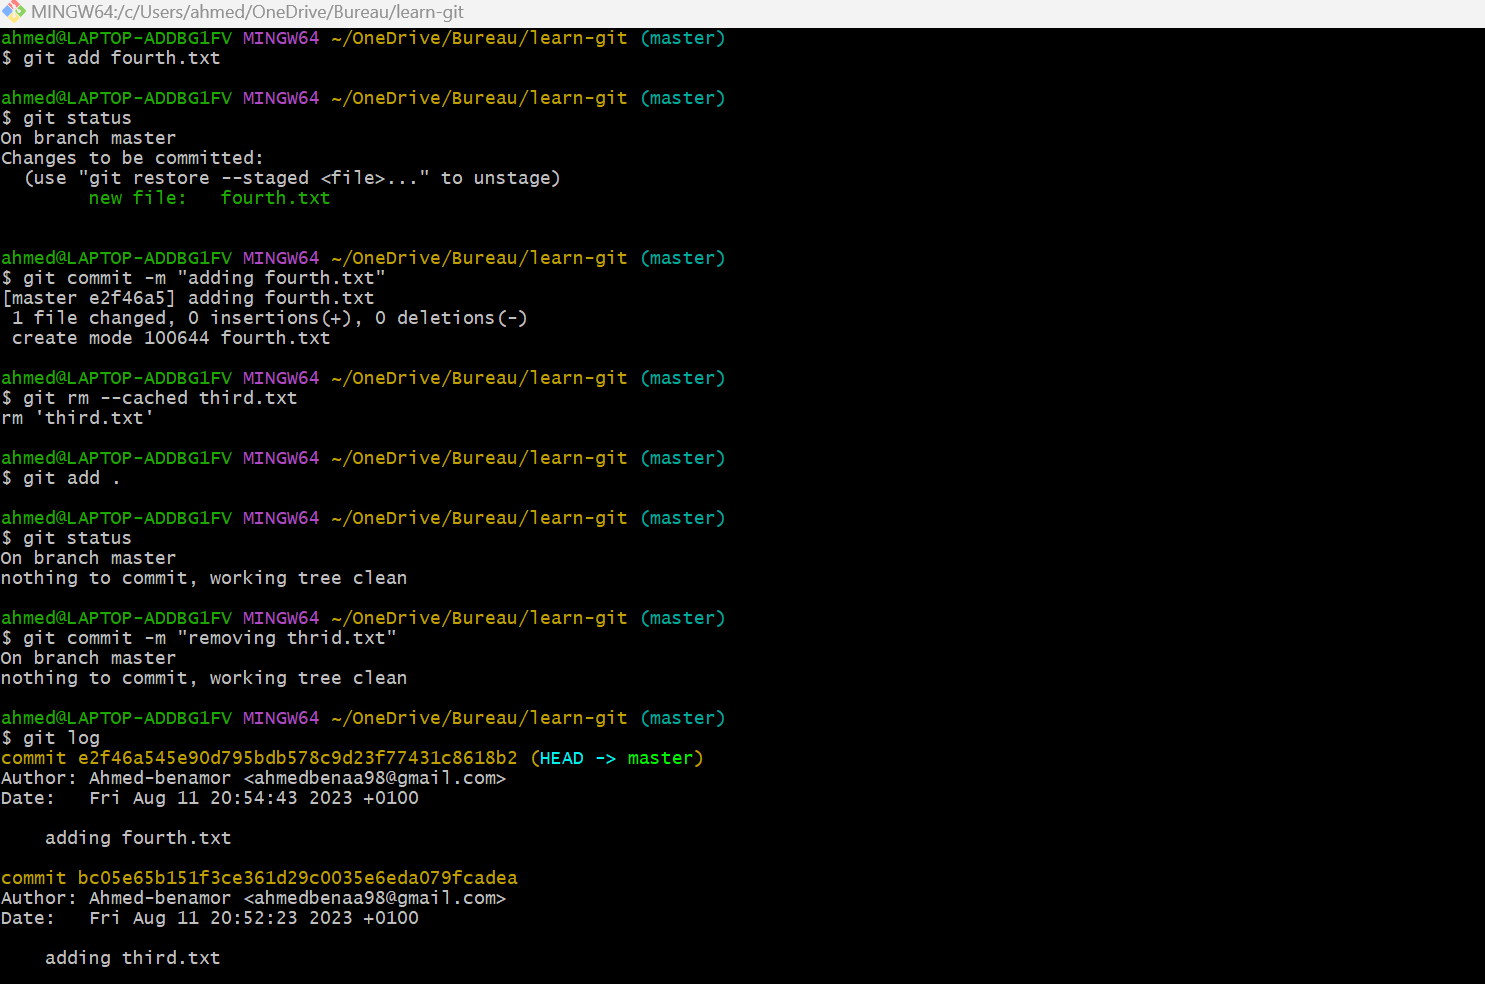 MINGW64:/c/Users/ahmed/OneDrive/Bureau/learn-git
ahmed@LAPTOP-ADDBG1FV MINGW64 ~/OneDrive/Bureau/learn-git (master)
$ git add fourth.txt
ahmed@LAPTOP-ADDBG1FV MINGW64 ~/OneDrive/Bureau/learn-git (master)
$ git status
On branch master
Changes to be committed:
  (use "git restore --staged <file>..." to unstage)
        new file:   fourth.txt
ahmed@LAPTOP-ADDBG1FV MINGW64 ~/OneDrive/Bureau/learn-git (master)
$ git commit -m "adding fourth.txt"
[master e2f46a5] adding fourth.txt
 1 file changed, 0 insertions(+), 0 deletions(-)
 create mode 100644 fourth.txt
ahmed@LAPTOP-ADDBG1FV MINGW64 ~/OneDrive/Bureau/learn-git (master)
$ git rm --cached third.txt
rm 'third.txt'
ahmed@LAPTOP-ADDBG1FV MINGW64 ~/OneDrive/Bureau/learn-git (master)
$ git add .
ahmed@LAPTOP-ADDBG1FV MINGW64 ~/OneDrive/Bureau/learn-git (master)
$ git status
On branch master
nothing to commit, working tree clean
ahmed@LAPTOP-ADDBG1FV MINGW64 ~/OneDrive/Bureau/learn-git (master)
$ git commit -m "removing thrid.txt"
On branch master
nothing to commit, working tree clean
ahmed@LAPTOP-ADDBG1FV MINGW64 ~/OneDrive/Bureau/learn-git (master)
$ git log
commit e2f46a545e90d795bdb578c9d23f77431c8618b2 (HEAD -> master)
Author: Ahmed-benamor <ahmedbenaa98@gmail.com>
Date:   Fri Aug 11 20:54:43 2023 +0100
    adding fourth.txt
commit bc05e65b151f3ce361d29c0035e6eda079fcadea
Author: Ahmed-benamor <ahmedbenaa98@gmail.com>
Date:   Fri Aug 11 20:52:23 2023 +0100
    adding third.txt